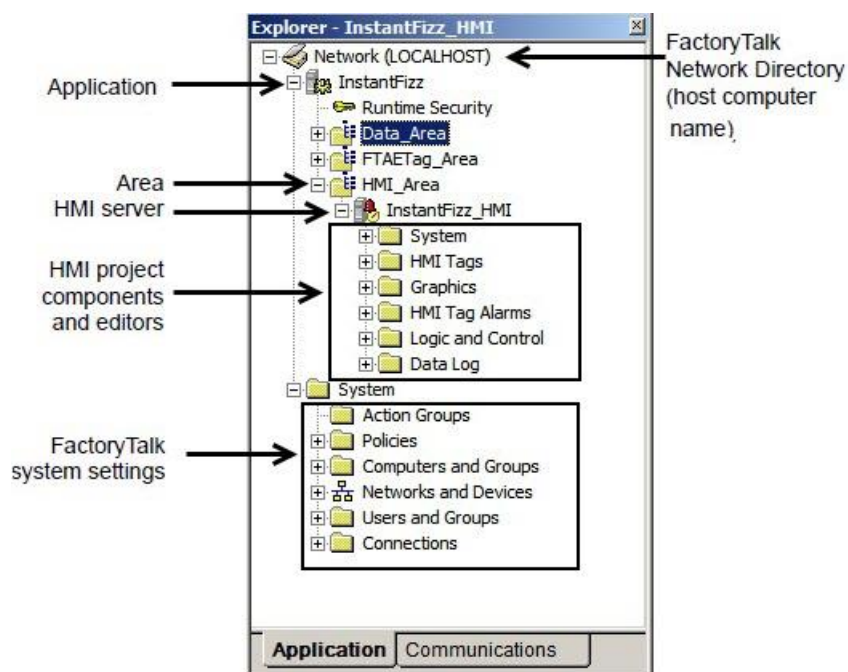 Explorer - InstantFizz_HMI
Network (LOCALHOST)
InstantFizz
Runtime Security
Data_Area
FTAETag_Area
HMI_Area
InstantFizz_HMI
System
HMI Tags
Graphics
HMI Tag Alarms
Logic and Control
Data Log
System
Action Groups
Policies
Computers and Groups
Networks and Devices
Users and Groups
Connections
Application
Communications
Application
Area
HMI server
HMI project
components
and editors
FactoryTalk
system settings
FactoryTalk
Network Directory
(host computer
name)